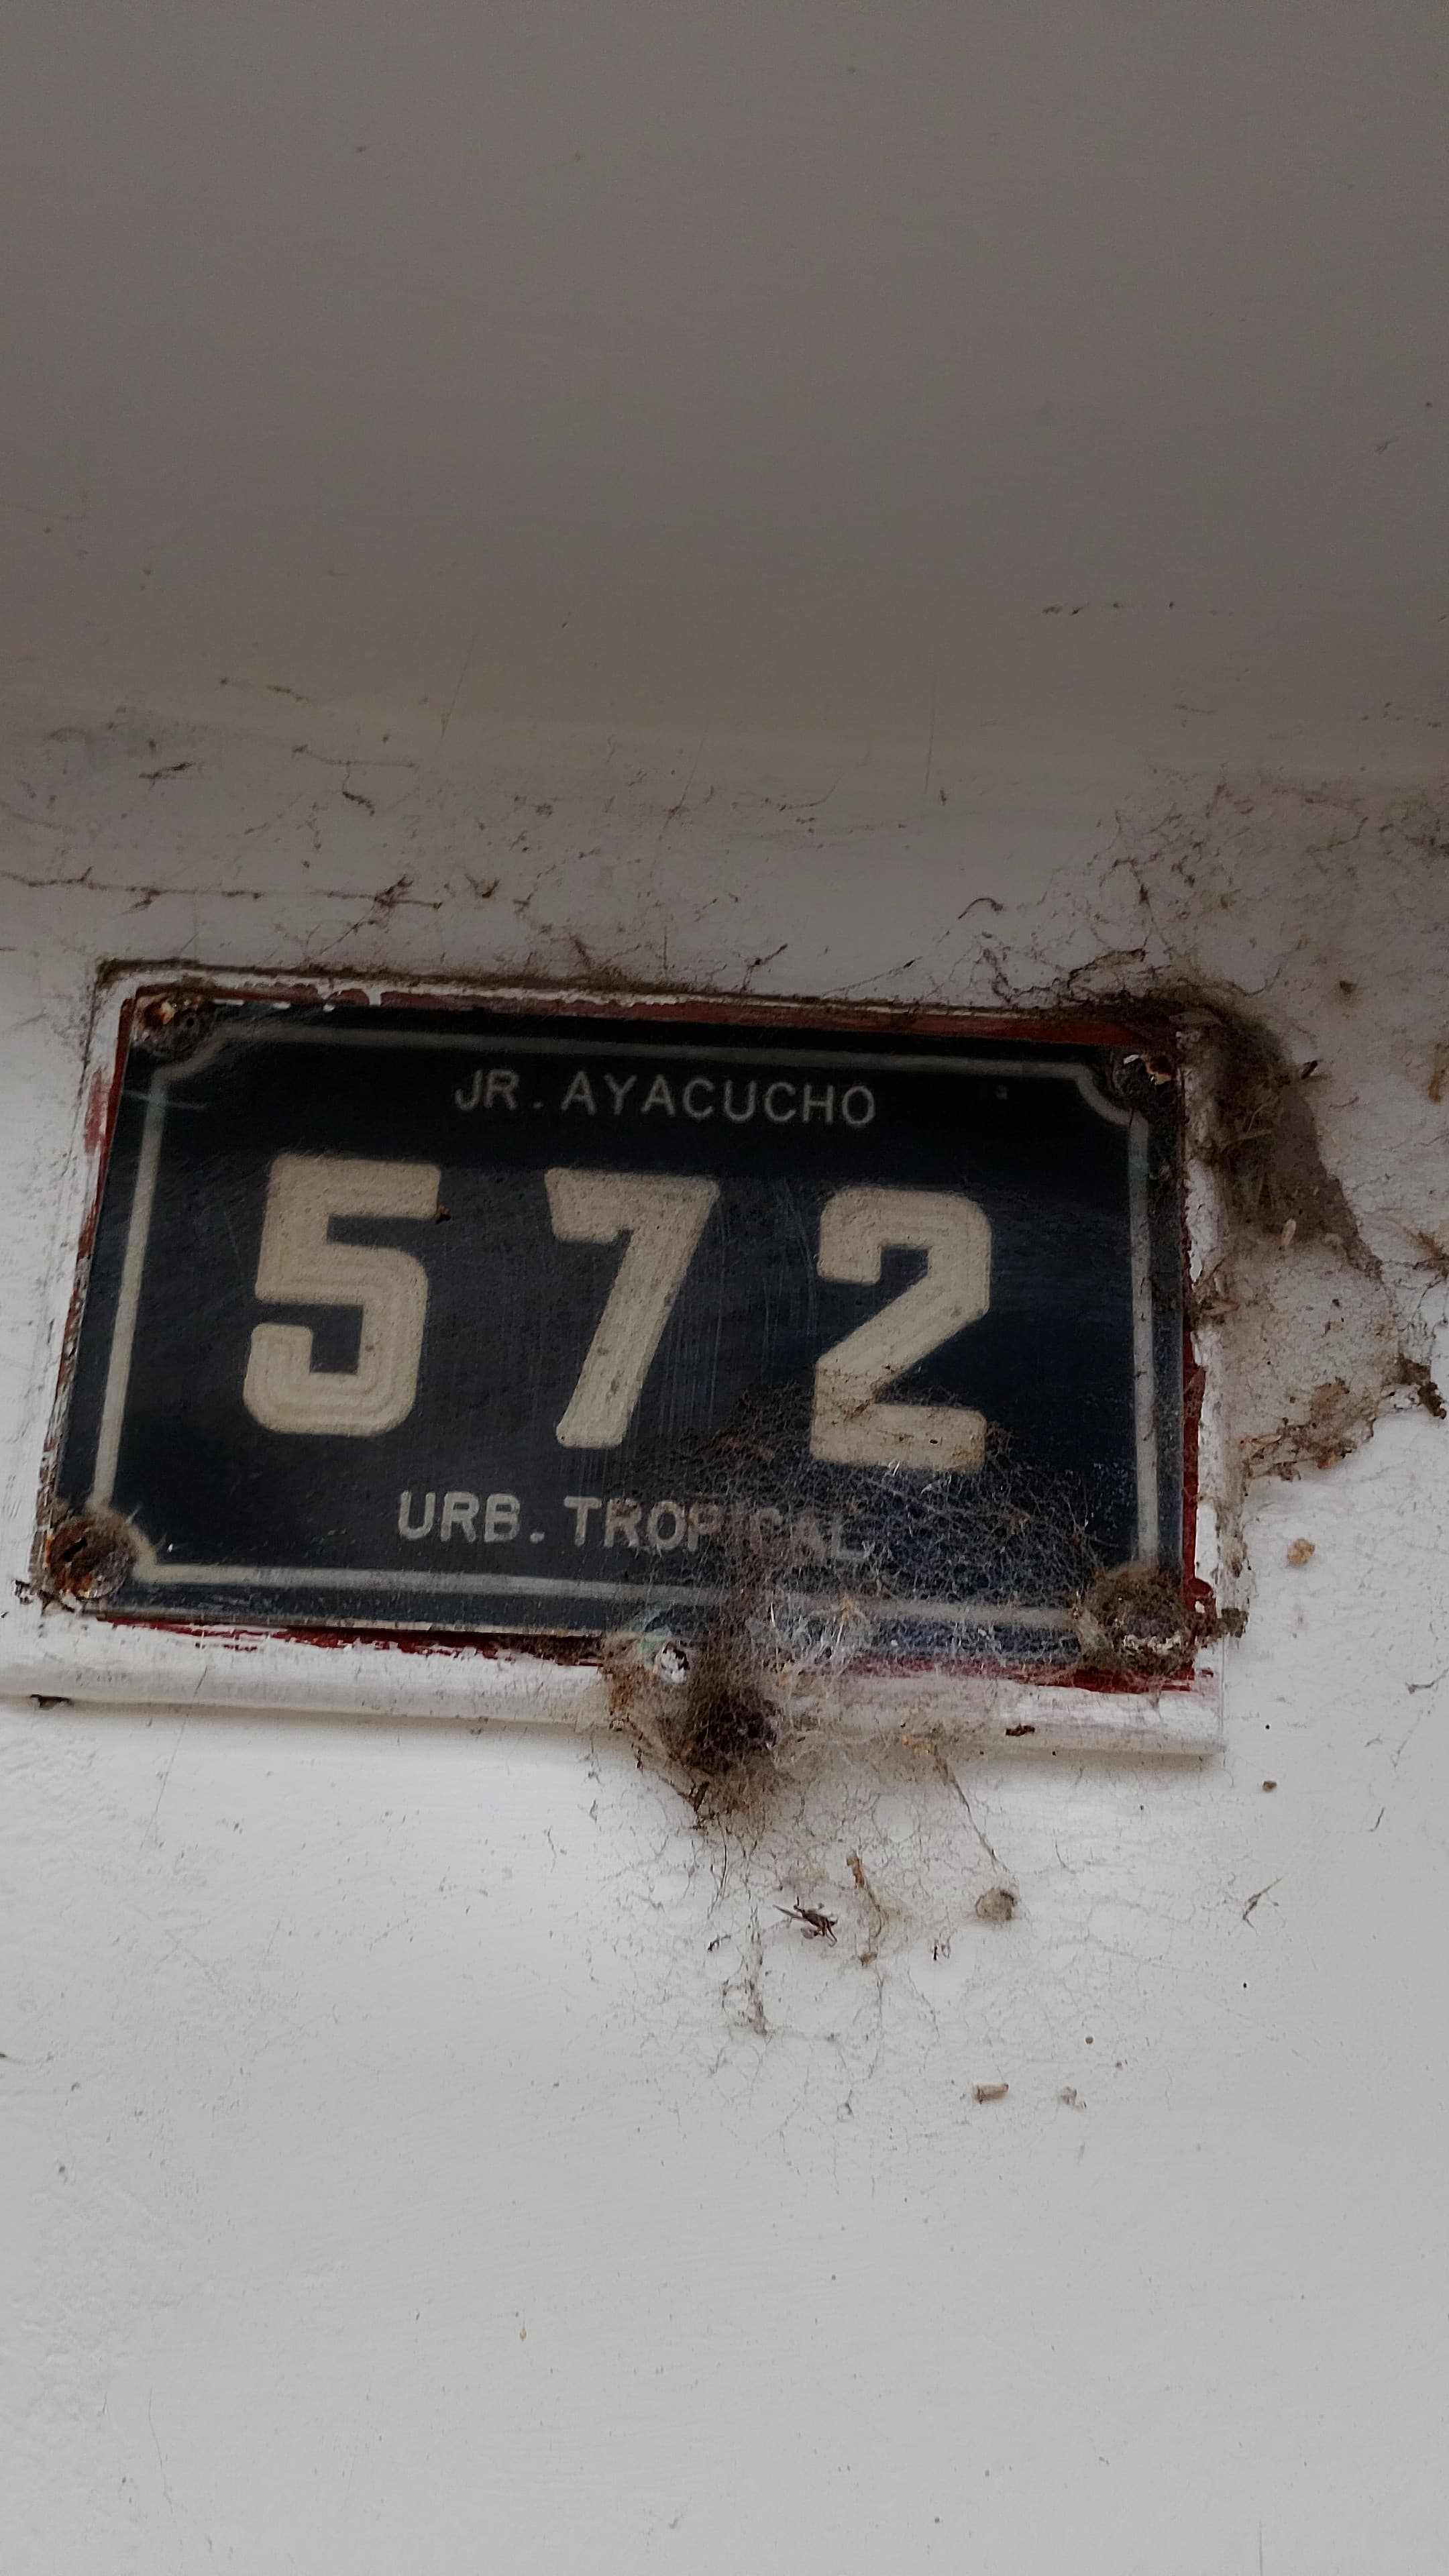 JR. AYACUCHO
572
URB. TROPICAL